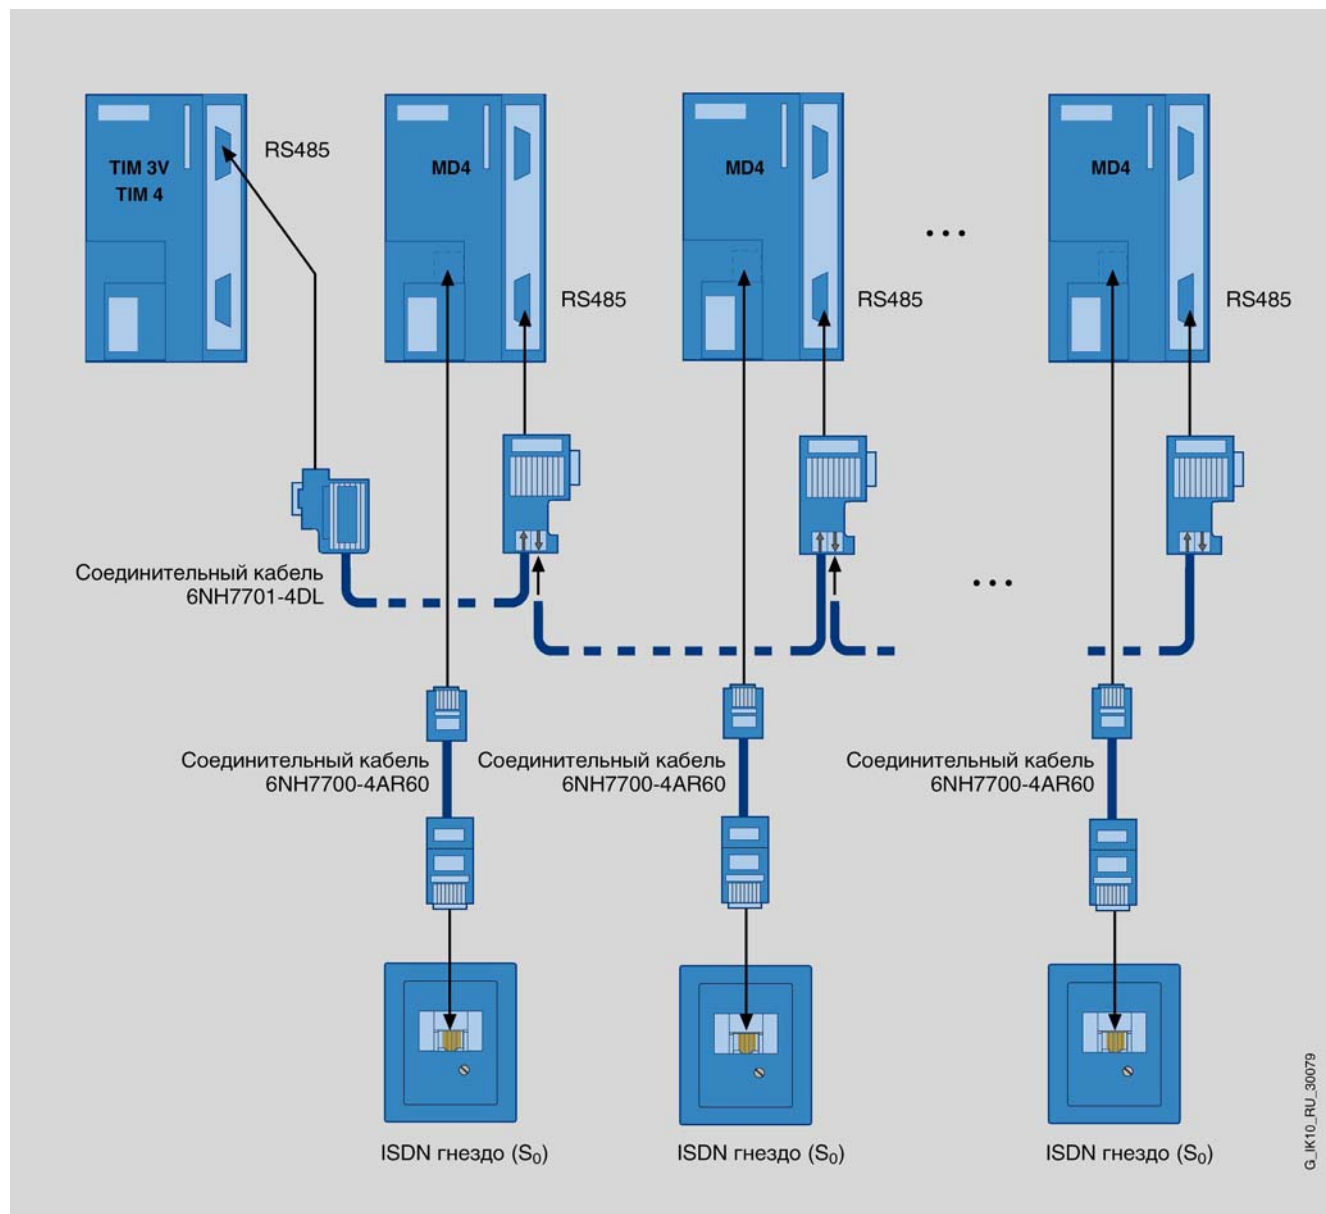 RS485
TIM 3V
TIM 4
MD4
MD4
MD4
RS485
RS485
RS485
Соединительный кабель
6NH7701-4DL
Соединительный кабель
6NH7700-4AR60
Соединительный кабель
6NH7700-4AR60
Соединительный кабель
6NH7700-4AR60
ISDN гнездо (S₀)
ISDN гнездо (S₀)
ISDN гнездо (S₀)
G_IK10_RU_30079